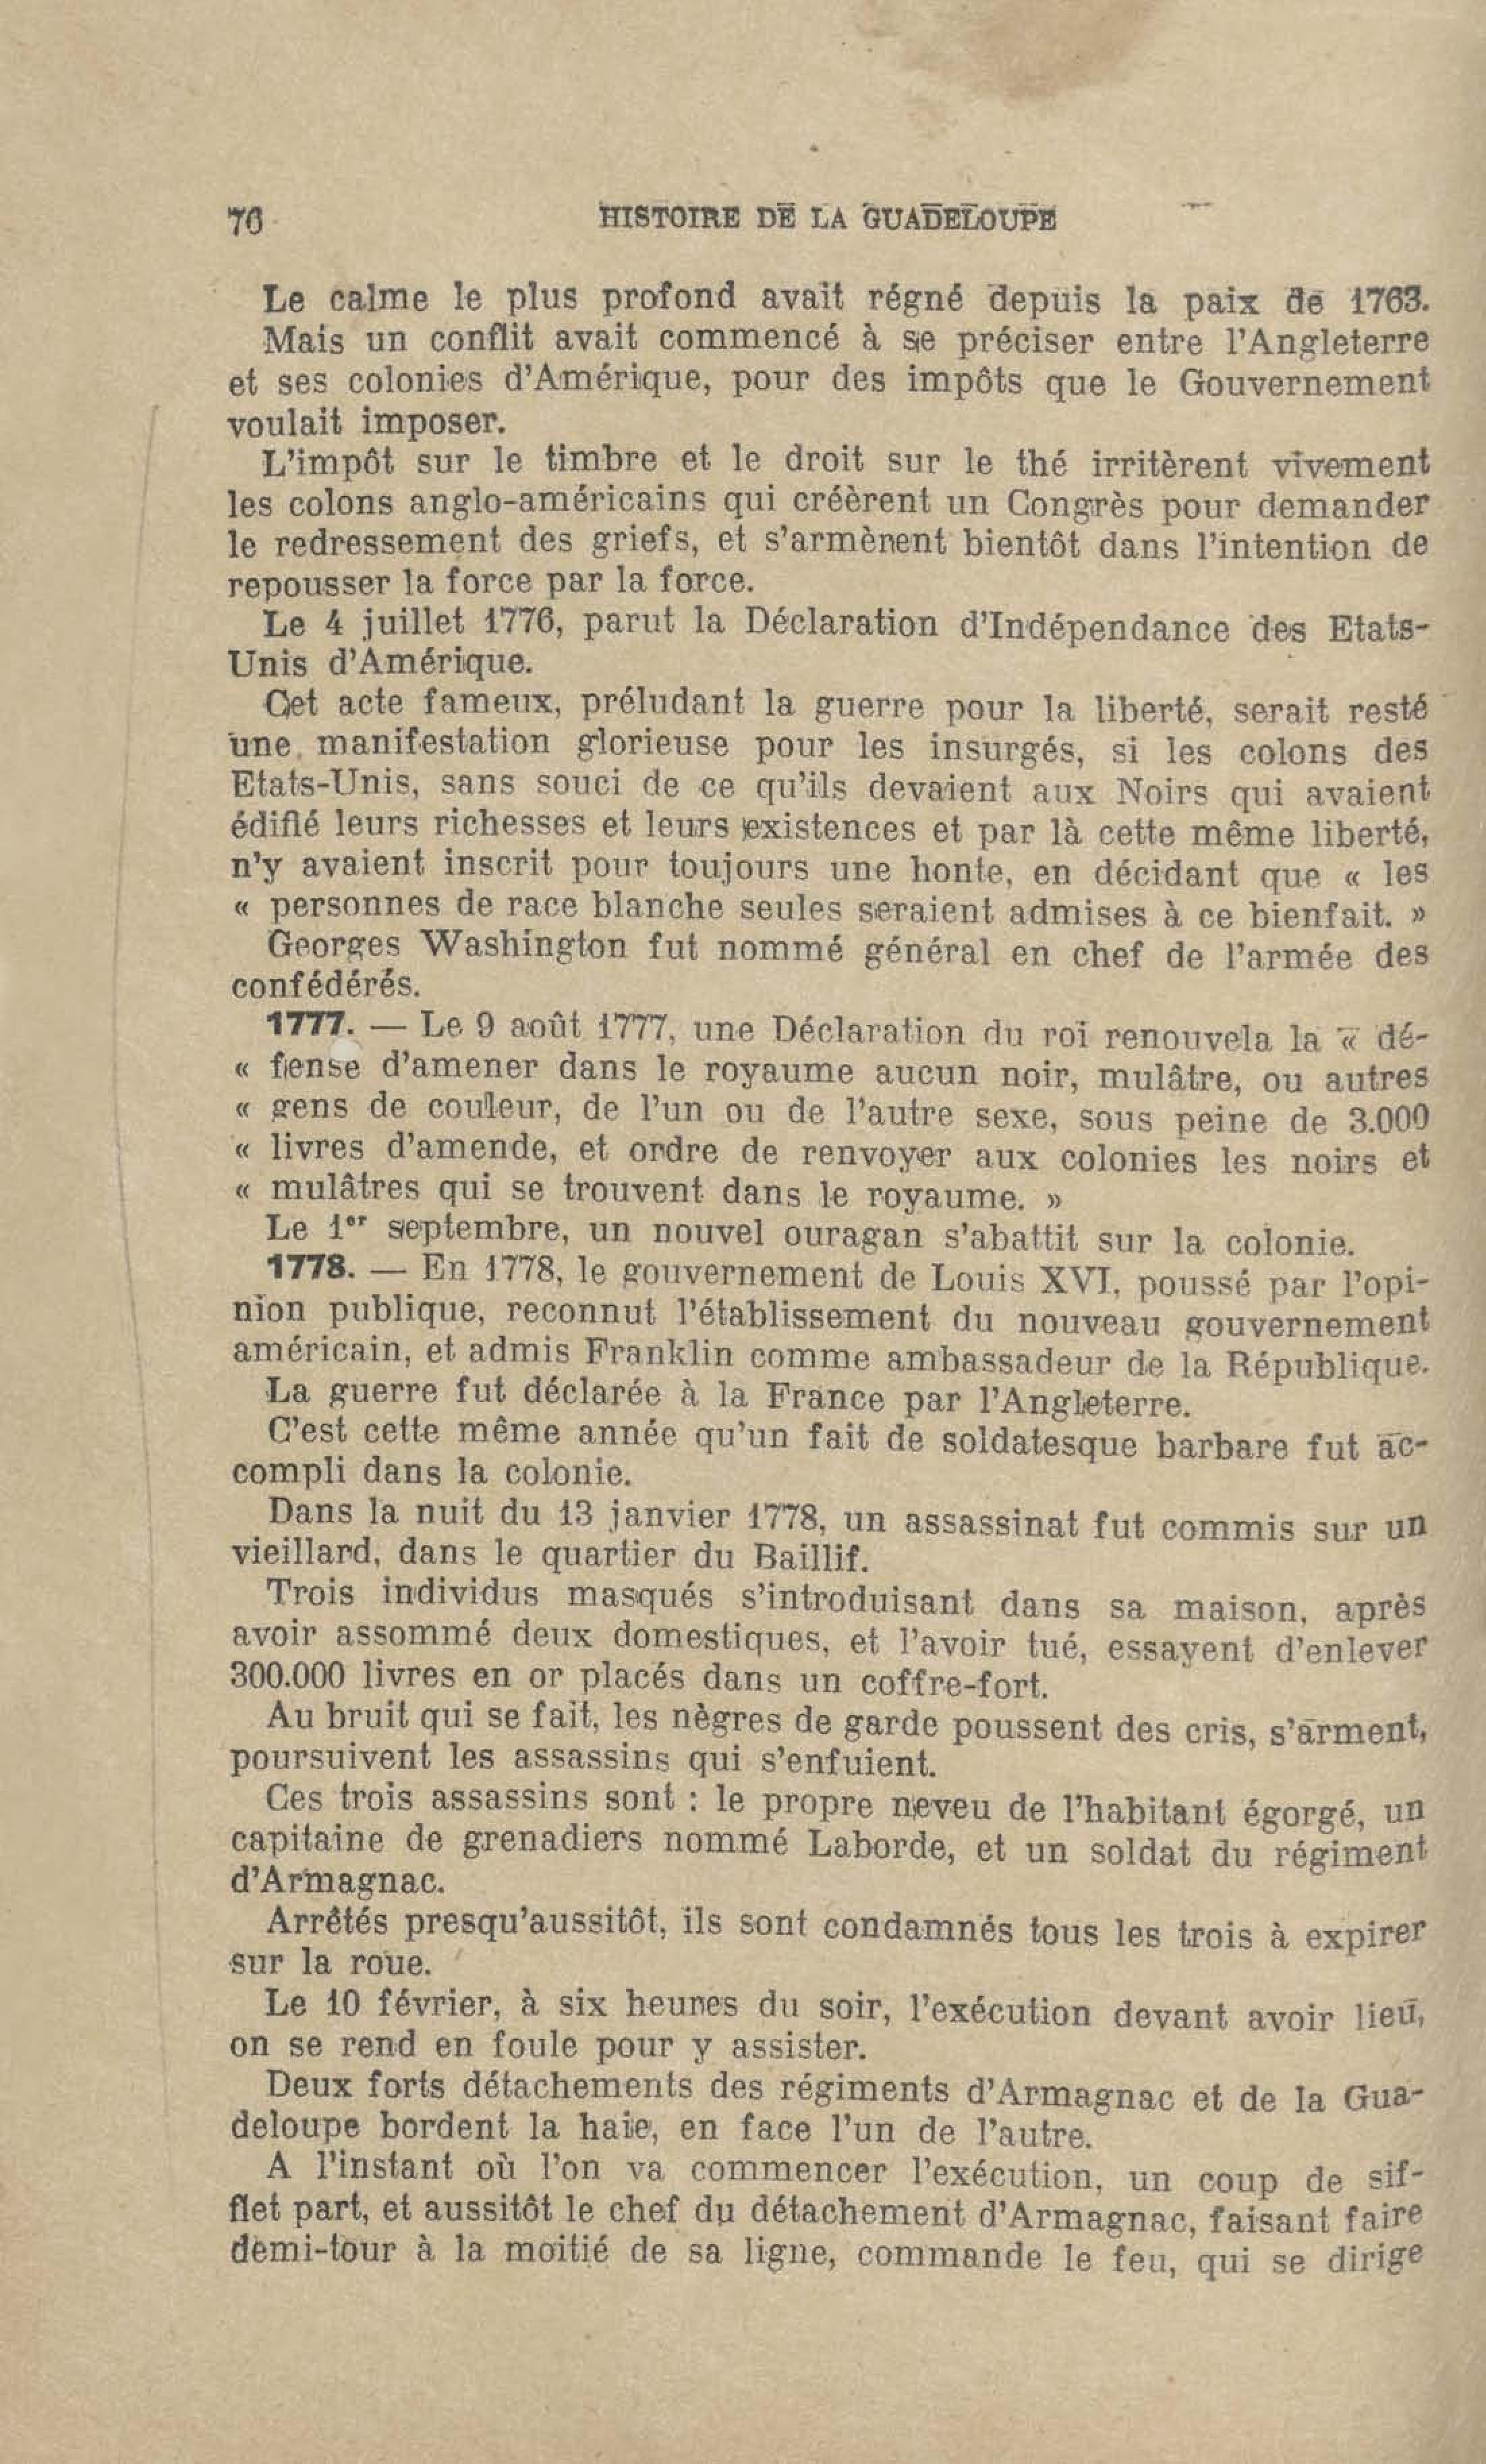 76
HISTOIRE DE LA GUADELOUPE
Le calme le plus profond avait régné depuis la paix de 1763.
Mais un conflit avait commencé à se préciser entre l'Angleterre
et ses colonies d'Amérique, pour des impôts que le Gouvernement
voulait imposer.
L'impôt sur le timbre et le droit sur le thé irritèrent vivement
les colons anglo-américains qui créèrent un Congrès pour demander
le redressement des griefs, et s'armèrent bientôt dans l'intention de
repousser la force par la force.
Le 4 juillet 1776, parut la Déclaration d'Indépendance des Etats-
Unis d'Amérique.
Cet acte fameux, préludant la guerre pour la liberté, serait resté
une manifestation glorieuse pour les insurgés, si les colons des
Etats-Unis, sans souci de ce qu'ils devaient aux Noirs qui avaient
édifié leurs richesses et leurs existences et par là cette même liberté,
n'y avaient inscrit pour toujours une honte, en décidant que « les
« personnes de race blanche seules seraient admises à ce bienfait. »
Georges Washington fut nommé général en chef de l'armée des
confédérés.
1777. — Le 9 août 1777, une Déclaration du roi renouvela la « dé-
« fense d'amener dans le royaume aucun noir, mulâtre, ou autres
« gens de couleur, de l'un ou de l'autre sexe, sous peine de 3.000
« livres d'amende, et ordre de renvoyer aux colonies les noirs et
« mulâtres qui se trouvent dans le royaume. »
Le 1er septembre, un nouvel ouragan s'abattit sur la colonie.
1778. — En 1778, le gouvernement de Louis XVI, poussé par l'opi-
nion publique, reconnut l'établissement du nouveau gouvernement
américain, et admis Franklin comme ambassadeur de la République.
La guerre fut déclarée à la France par l'Angleterre.
C'est cette même année qu'un fait de soldatesque barbare fut ac-
compli dans la colonie.
Dans la nuit du 13 janvier 1778, un assassinat fut commis sur un
vieillard, dans le quartier du Baillif.
Trois individus masqués s'introduisant dans sa maison, après
avoir assommé deux domestiques, et l'avoir tué, essayent d'enlever
300.000 livres en or placés dans un coffre-fort.
Au bruit qui se fait, les nègres de garde poussent des cris, s'arment,
poursuivent les assassins qui s'enfuient.
Ces trois assassins sont : le propre neveu de l'habitant égorgé, un
capitaine de grenadiers nommé Laborde, et un soldat du régiment
d'Armagnac.
Arrêtés presqu'aussitôt, ils sont condamnés tous les trois à expirer
sur la roue.
Le 10 février, à six heures du soir, l'exécution devant avoir lieu,
on se rend en foule pour y assister.
Deux forts détachements des régiments d'Armagnac et de la Gua-
deloupe bordent la haie, en face l'un de l'autre.
A l'instant où l'on va commencer l'exécution, un coup de sif-
flet part, et aussitôt le chef du détachement d'Armagnac, faisant faire
demi-tour à la moitié de sa ligne, commande le feu, qui se dirige